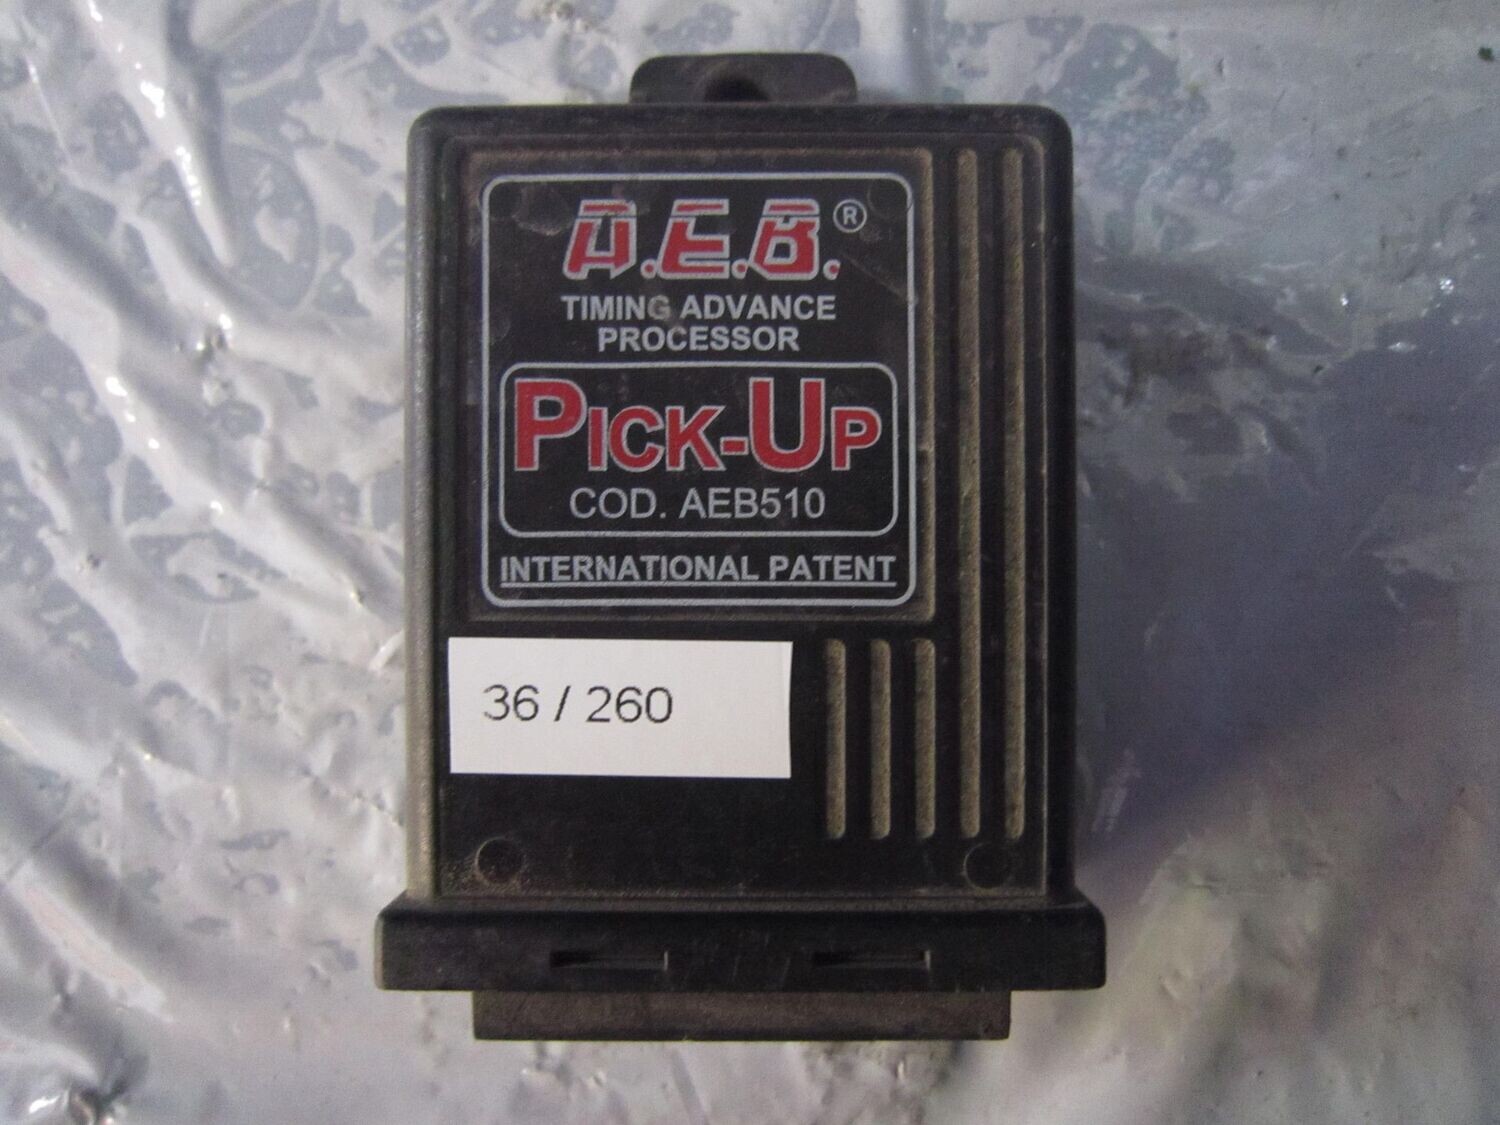 A.E.B.®
TIMING ADVANCE
PROCESSOR
PICK-UP
COD. AEB510
INTERNATIONAL PATENT
36 / 260